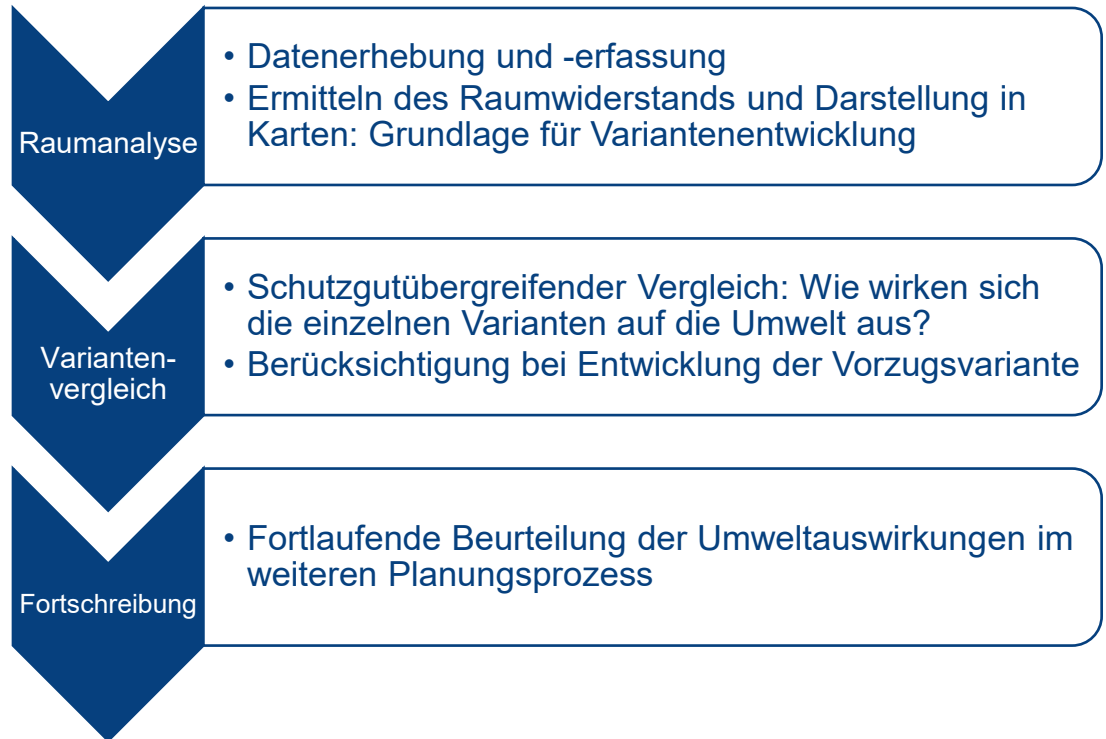 Raumanalyse
• Datenerhebung und -erfassung
• Ermitteln des Raumwiderstands und Darstellung in
Karten: Grundlage für Variantenentwicklung
Varianten-
vergleich
• Schutzgutübergreifender Vergleich: Wie wirken sich
die einzelnen Varianten auf die Umwelt aus?
• Berücksichtigung bei Entwicklung der Vorzugsvariante
Fortschreibung
• Fortlaufende Beurteilung der Umweltauswirkungen im
weiteren Planungsprozess